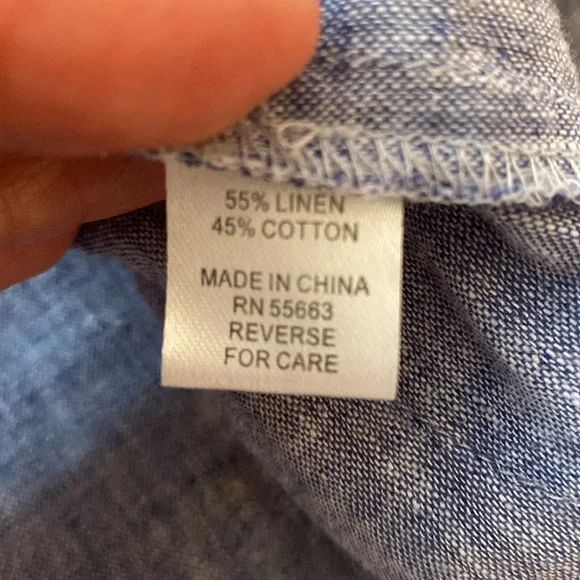 55% LINEN
45% COTTON
MADE IN CHINA
RN 55663
REVERSE
FOR CARE